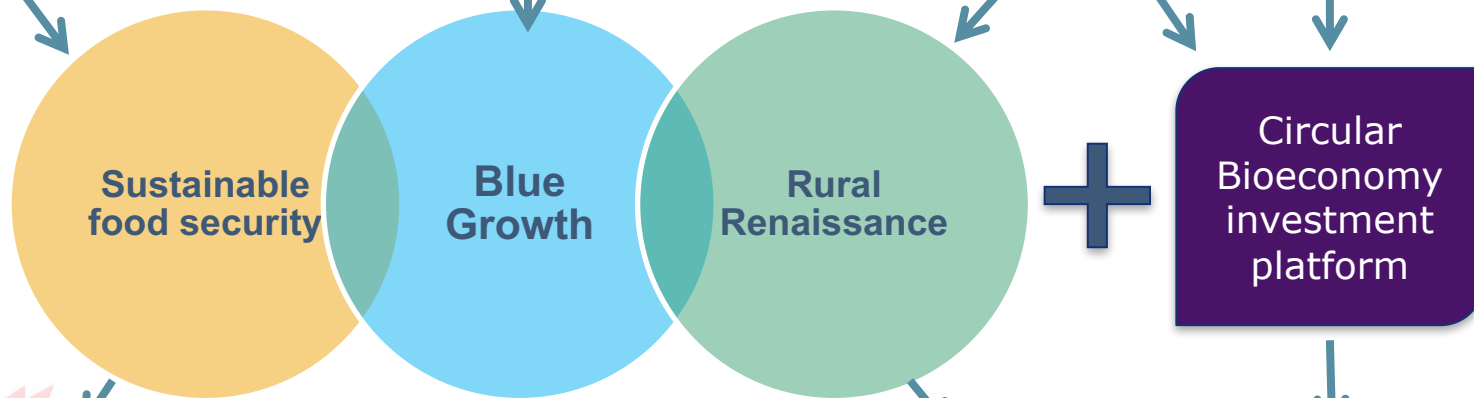 Sustainable
food security
Blue
Growth
Rural
Renaissance
Circular
Bioeconomy
investment
platform